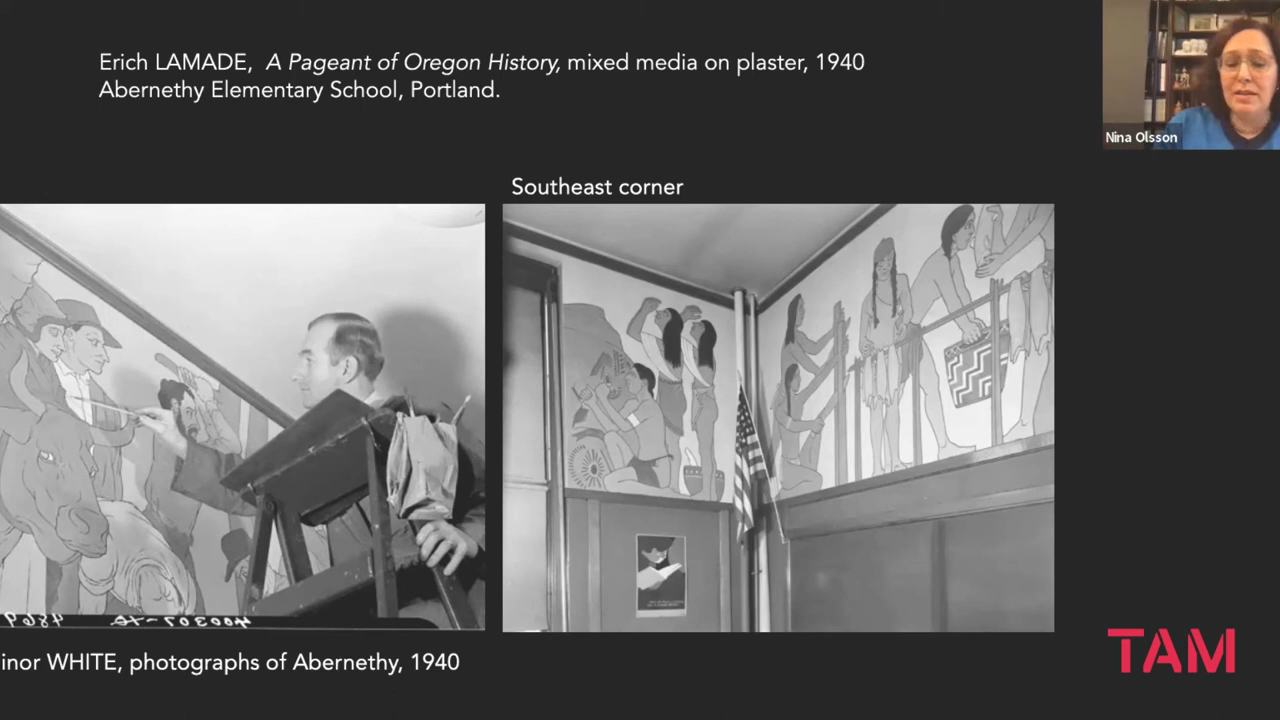 Erich LAMADE, A Pageant of Oregon History, mixed media on plaster, 1940
Abernethy Elementary School, Portland.
Nina Olsson
Southeast corner
inor WHITE, photographs of Abernethy, 1940
TAM